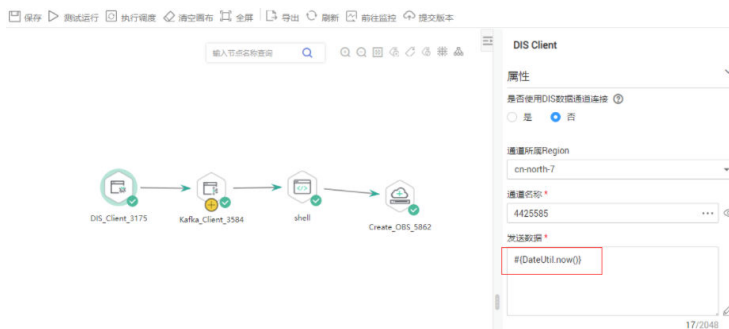 保存 测试运行 执行调度 清空画布 全屏 导出 刷新 前往监控 提交版本
输入节点名称查询
DIS_Client_3175
Kafka_Client_3584
shell
Create_OBS_5862
DIS Client
属性
是否使用DIS数据通道连接
是 否
通道所属Region
cn-north-7
通道名称 *
4425585
发送数据 *
#{DateUtil.now()}
17/2048